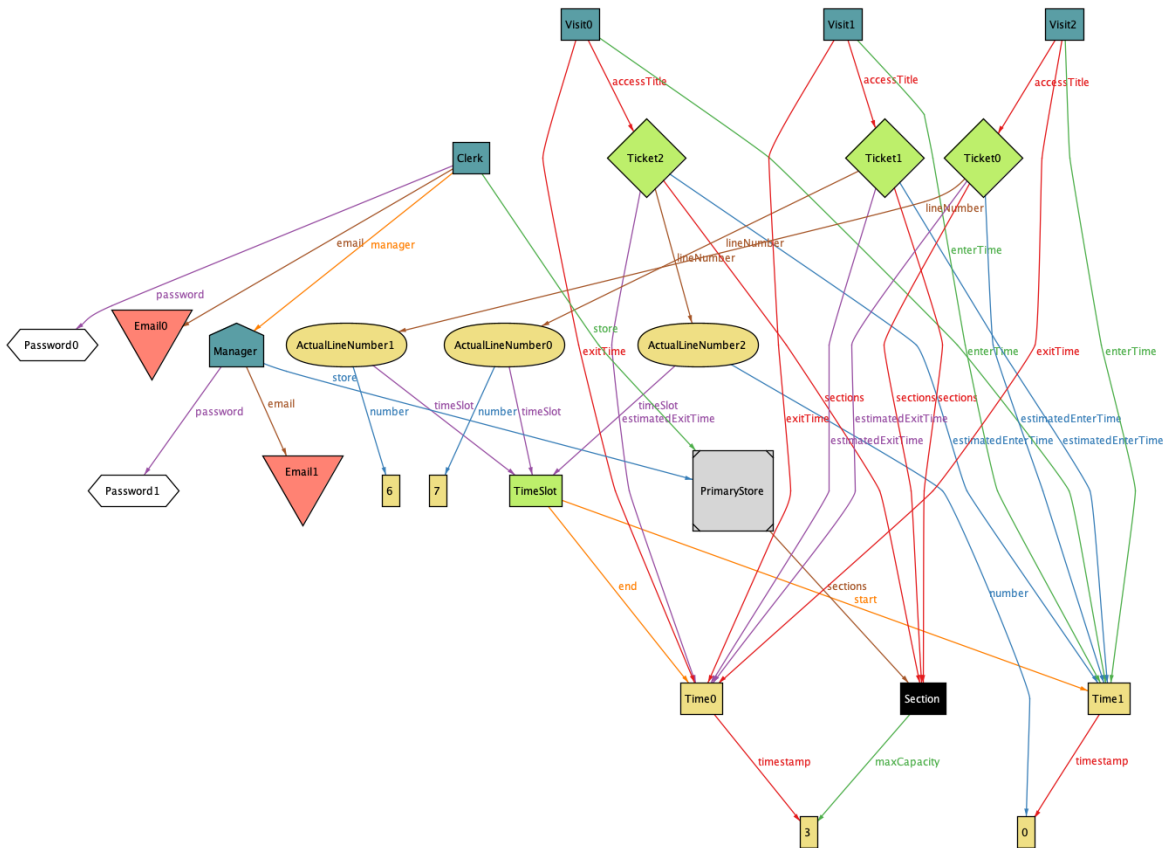 Visit0 Visit1 Visit2
accessTitle accessTitle accessTitle
Clerk Ticket2 Ticket1 Ticket0
lineNumber
email manager lineNumber enterTime
lineNumber
password
Email0
store
Password0 Manager ActualLineNumber1 ActualLineNumber0 ActualLineNumber2 exitTime enterTime exitTime enterTime
store
password email timeSlot timeSlot timeSlot sections sections sections
number number estimatedExitTime exitTime estimatedExitTime estimatedEnterTime
estimatedExitTime estimatedEnterTime estimatedEnterTime
Email1
Password1 6 7 TimeSlot PrimaryStore
end sections number
start
Time0 Section Time1
timestamp maxCapacity timestamp
3 0